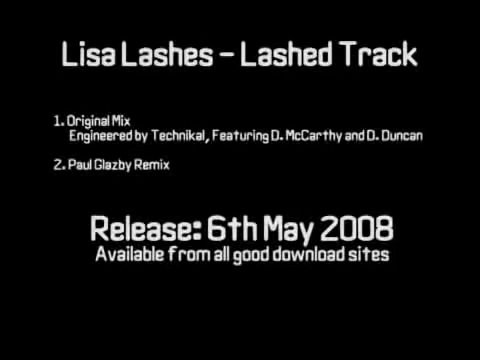 Lisa Lashes - Lashed Track
1. Original Mix
Engineered by Technikal, Featuring D. McCarthy and D. Duncan
2. Paul Glazby Remix
Release: 6th May 2008
Available from all good download sites